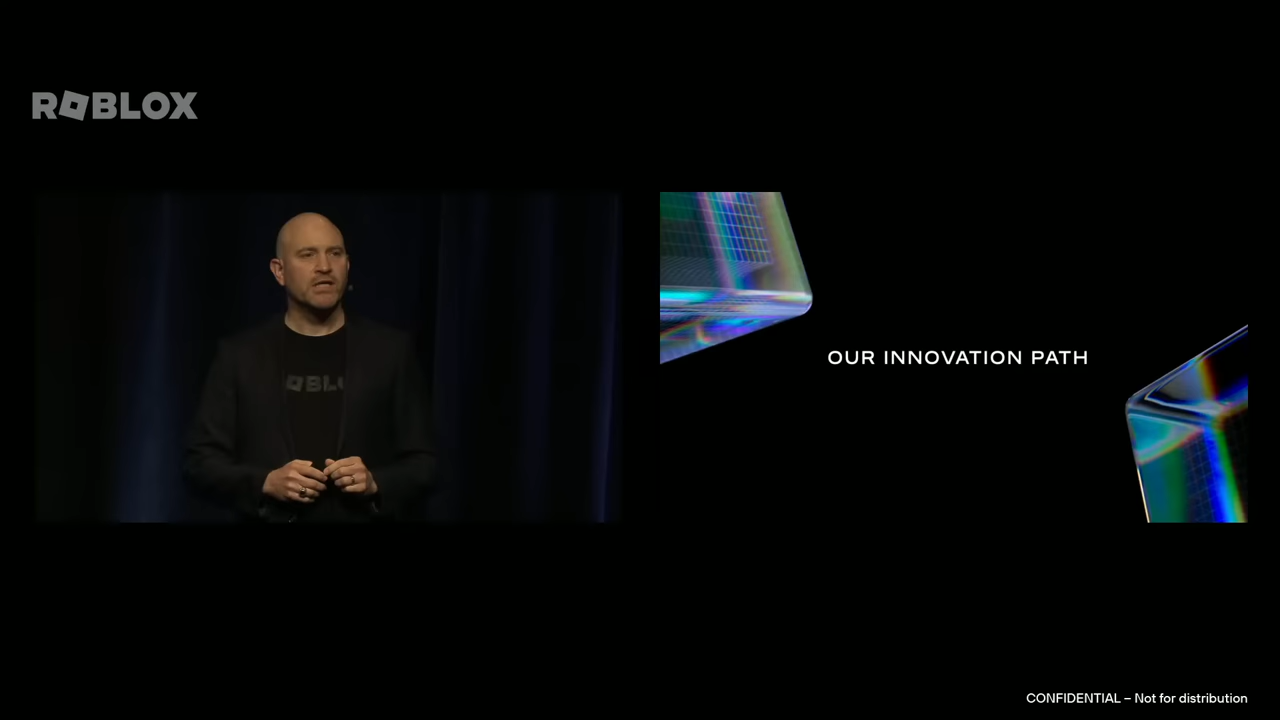 ROBLOX
OUR INNOVATION PATH
CONFIDENTIAL – Not for distribution